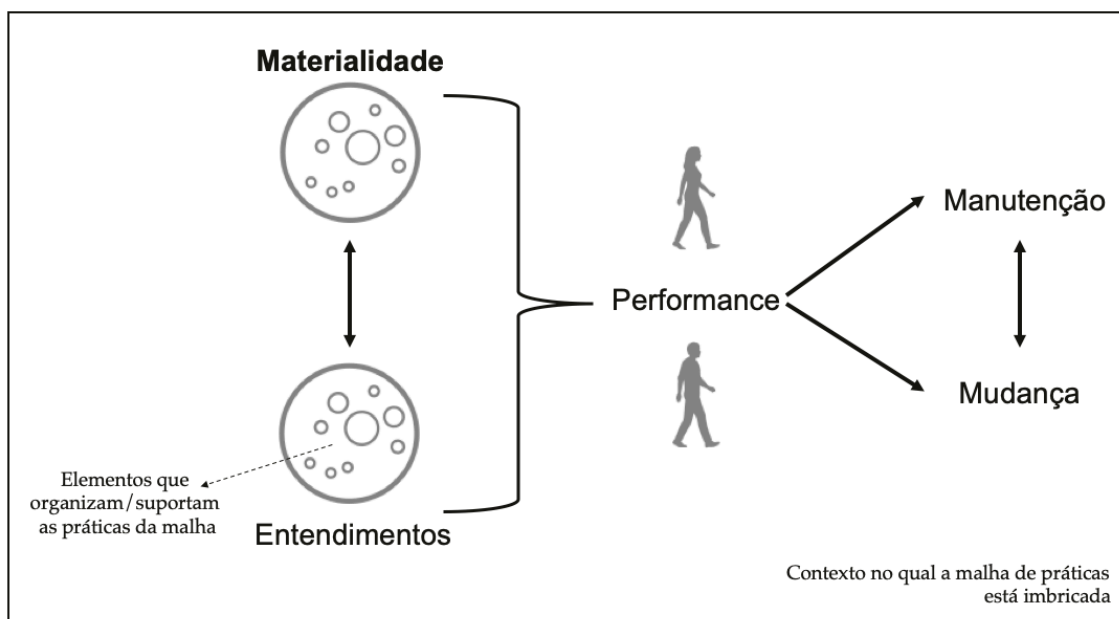 Materialidade
Manutenção
Performance
Mudança
Elementos que
organizam/suportam
as práticas da malha
Entendimentos
Contexto no qual a malha de práticas
está imbricada